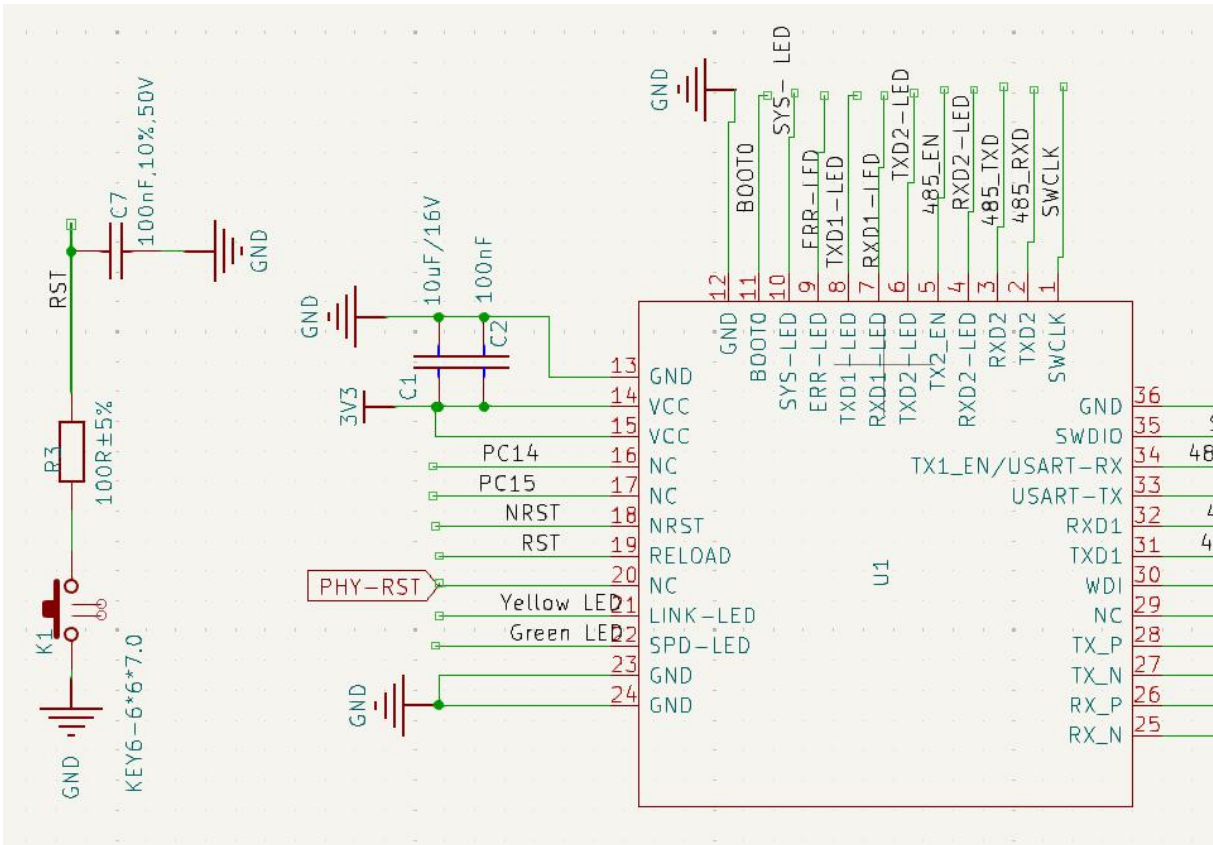 GND
BOOT0
SYS- LED
ERR-LED
TXD1-LED
RXD1-LED
TXD2-LED
485_EN
RXD2-LED
485_TXD
485_RXD
SWCLK
C7
100nF,10%,50V
GND
RST
R3
100R±5%
K1
KEY6-6*6*7.0
GND
GND
10uF/16V
100nF
C1
C2
3V3
12
11
10
9
8
7
6
5
4
3
2
1
GND
BOOT0
SYS-LED
ERR-LED
TXD1-LED
RXD1-LED
TXD2-LED
TX2_EN
RXD2-LED
RXD2
TXD2
SWCLK
13 GND
14 VCC
15 VCC
PC14 16 NC
PC15 17 NC
NRST 18 NRST
RST 19 RELOAD
PHY-RST 20 NC
Yellow LED 21 LINK-LED
Green LED 22 SPD-LED
23 GND
GND 24 GND
U1
GND 36
SWDIO 35
TX1_EN/USART-RX 34 48
USART-TX 33
RXD1 32 4
TXD1 31 4
WDI 30
NC 29
TX_P 28
TX_N 27
RX_P 26
RX_N 25